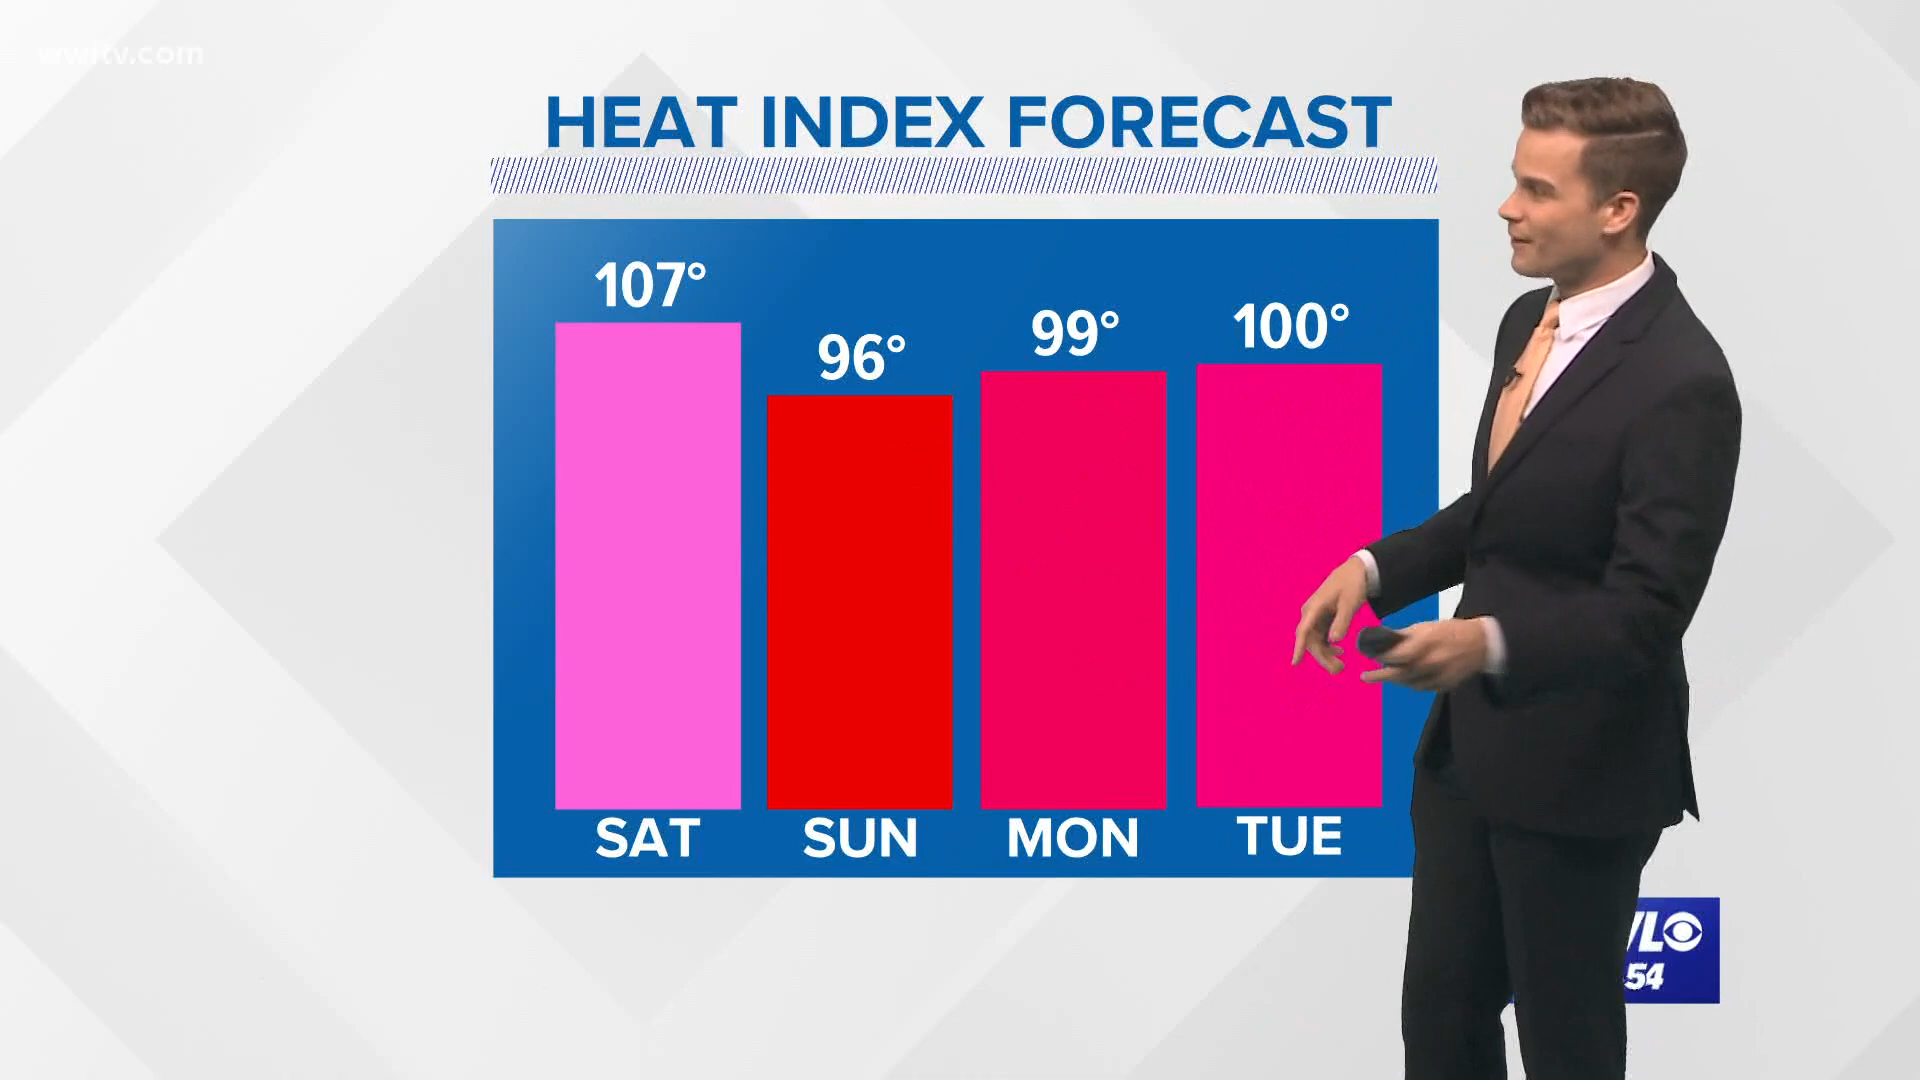 wwltv.com
HEAT INDEX FORECAST
107° 96° 99° 100°
SAT SUN MON TUE
54